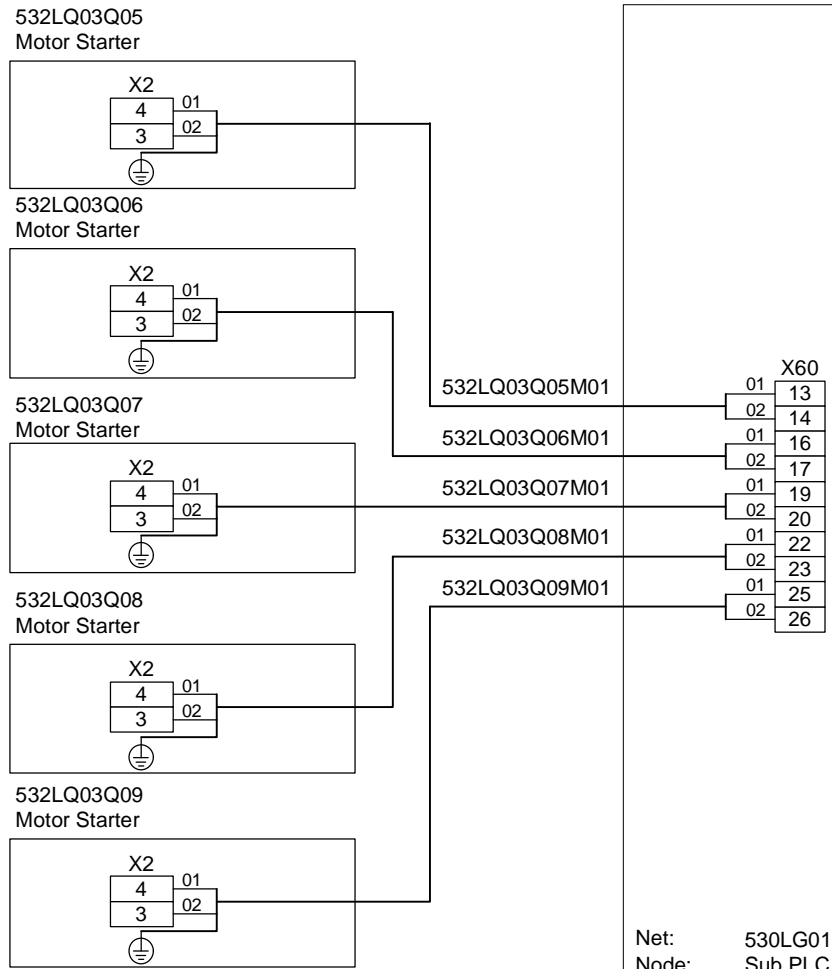 532LQ03Q05
Motor Starter
X2
4 01
3 02
532LQ03Q06
Motor Starter
X2
4 01
3 02
532LQ03Q07
Motor Starter
X2
4 01
3 02
532LQ03Q08
Motor Starter
X2
4 01
3 02
532LQ03Q09
Motor Starter
X2
4 01
3 02
532LQ03Q05M01
532LQ03Q06M01
532LQ03Q07M01
532LQ03Q08M01
532LQ03Q09M01
X60
01 13
02 14
01 16
02 17
01 19
02 20
01 22
02 23
01 25
02 26
Net: 530LG01
Node: Sub PLC